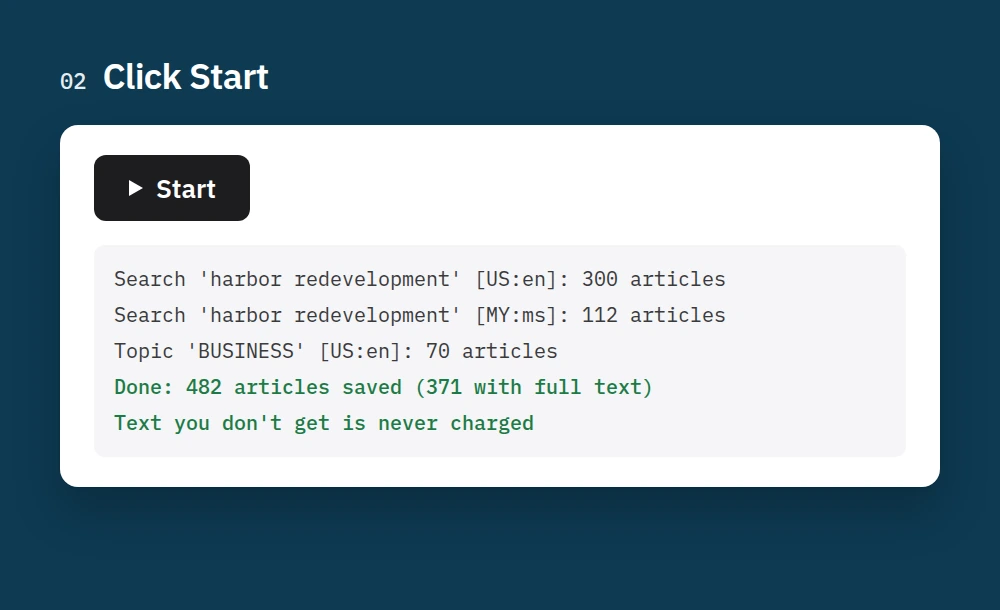 02 Click Start
Start
Search 'harbor redevelopment' [US:en]: 300 articles
Search 'harbor redevelopment' [MY:ms]: 112 articles
Topic 'BUSINESS' [US:en]: 70 articles
Done: 482 articles saved (371 with full text)
Text you don't get is never charged